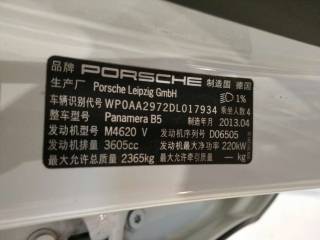 品牌 PORSCHE 制造国 德国
生产厂 Porsche Leipzig GmbH 1%
车辆识别代号 WP0AA2972DL017934 乘坐人数 4
整车型号 Panamera B5 制造年月 2013.04
发动机型号 M4620 V 发动机序列号 D06505
发动机排量 3605cc 发动机最大净功率 220kW
最大允许总质量 2365kg 最大允许牵引质量 — kg